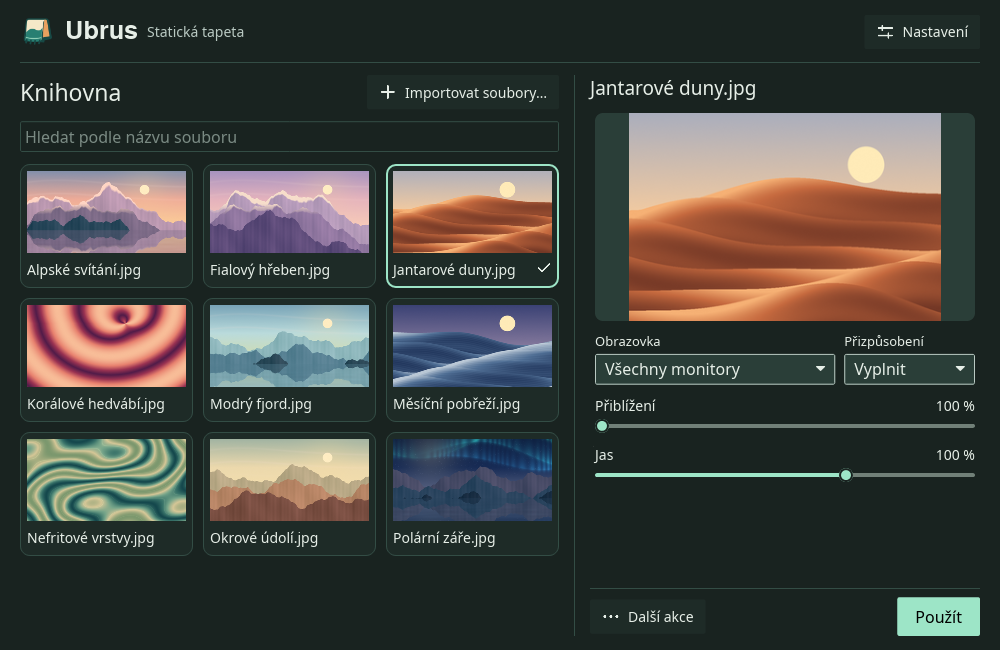 Ubrus
Statická tapeta
Nastavení
Knihovna
Importovat soubory...
Hledat podle názvu souboru
Alpské svítání.jpg
Fialový hřeben.jpg
Jantarové duny.jpg
Korálové hedvábí.jpg
Modrý fjord.jpg
Měsíční pobřeží.jpg
Nefritové vrstvy.jpg
Okrové údolí.jpg
Polární záře.jpg
Jantarové duny.jpg
Obrazovka
Přizpůsobení
Všechny monitory
Vyplnit
Přiblížení
100 %
Jas
100 %
Další akce
Použít